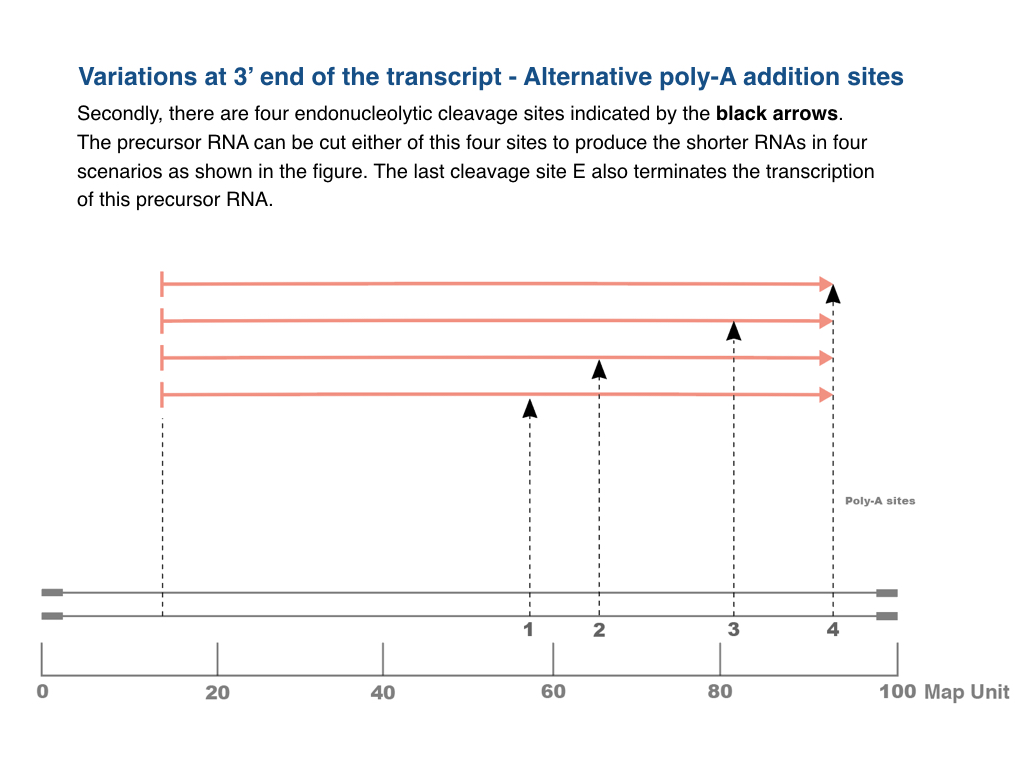 Variations at 3’ end of the transcript - Alternative poly-A addition sites
Secondly, there are four endonucleolytic cleavage sites indicated by the black arrows.
The precursor RNA can be cut either of this four sites to produce the shorter RNAs in four
scenarios as shown in the figure. The last cleavage site E also terminates the transcription
of this precursor RNA.
Poly-A sites
1 2 3 4
0 20 40 60 80 100 Map Unit